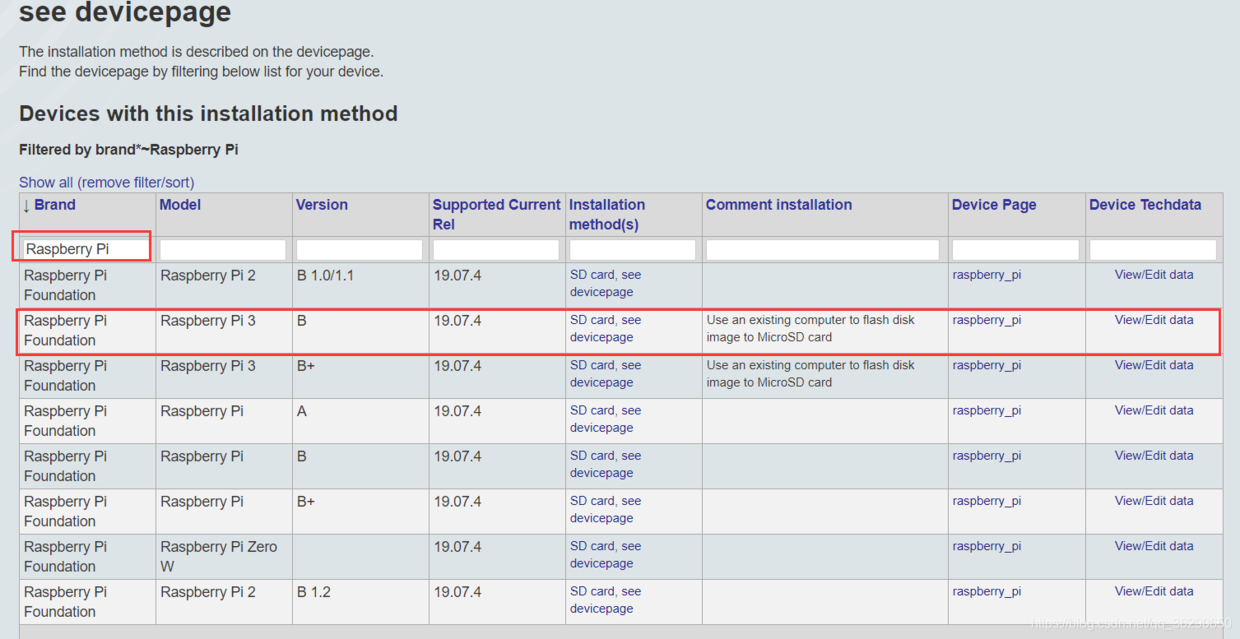 see devicepage
The installation method is described on the devicepage.
Find the devicepage by filtering below list for your device.
Devices with this installation method
Filtered by brand*~Raspberry Pi
Show all (remove filter/sort)
↓ Brand Model Version Supported Current Installation Comment installation Device Page Device Techdata
Rel method(s)
Raspberry Pi
Raspberry Pi Raspberry Pi 2 B 1.0/1.1 19.07.4 SD card, see raspberry_pi View/Edit data
Foundation devicepage
Raspberry Pi Raspberry Pi 3 B 19.07.4 SD card, see Use an existing computer to flash disk raspberry_pi View/Edit data
Foundation devicepage image to MicroSD card
Raspberry Pi Raspberry Pi 3 B+ 19.07.4 SD card, see Use an existing computer to flash disk raspberry_pi View/Edit data
Foundation devicepage image to MicroSD card
Raspberry Pi Raspberry Pi A 19.07.4 SD card, see raspberry_pi View/Edit data
Foundation devicepage
Raspberry Pi Raspberry Pi B 19.07.4 SD card, see raspberry_pi View/Edit data
Foundation devicepage
Raspberry Pi Raspberry Pi B+ 19.07.4 SD card, see raspberry_pi View/Edit data
Foundation devicepage
Raspberry Pi Raspberry Pi Zero 19.07.4 SD card, see raspberry_pi View/Edit data
Foundation W devicepage
Raspberry Pi Raspberry Pi 2 B 1.2 19.07.4 SD card, see raspberry_pi View/Edit data
Foundation devicepage